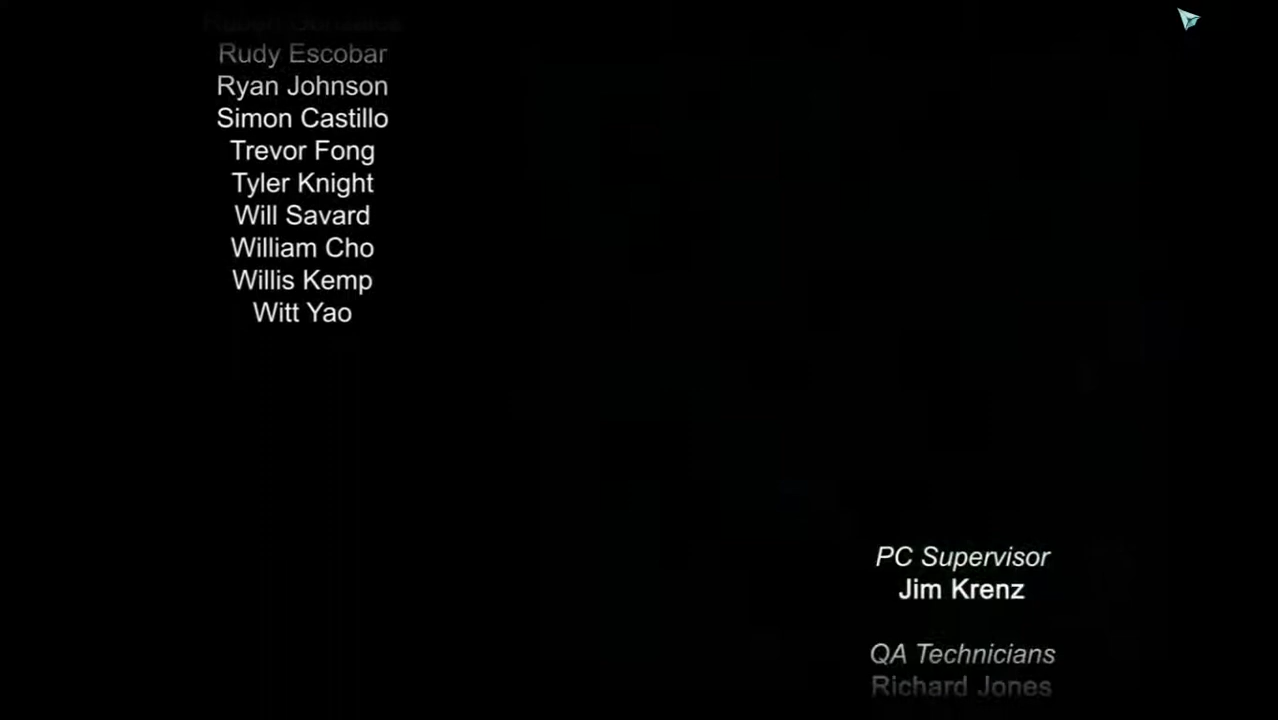 Rudy Escobar
Ryan Johnson
Simon Castillo
Trevor Fong
Tyler Knight
Will Savard
William Cho
Willis Kemp
Witt Yao
PC Supervisor
Jim Krenz
QA Technicians
Richard Jones